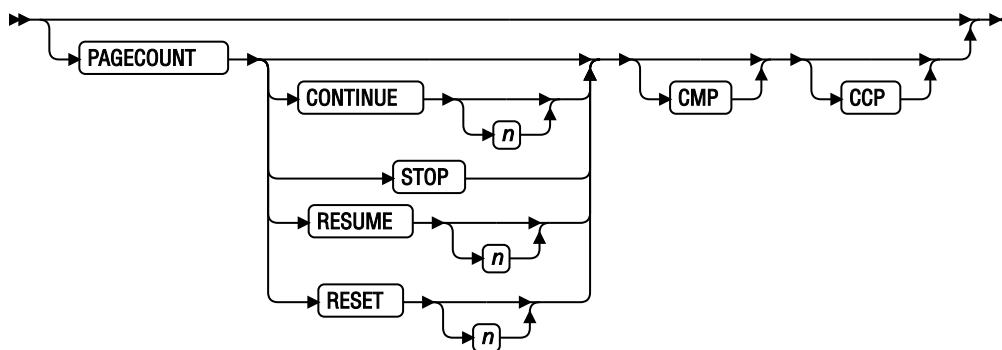 PAGECOUNT
CONTINUE
n
CMP
CCP
STOP
RESUME
n
RESET
n